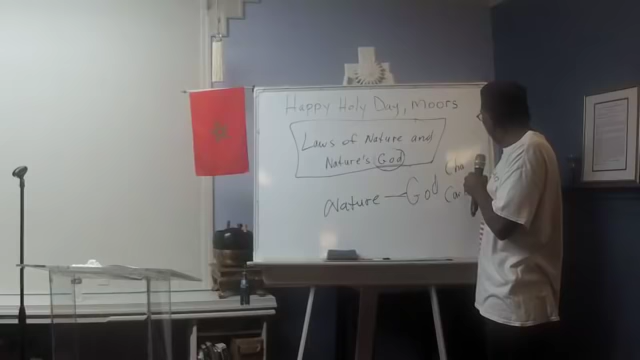 Happy Holy Day, Moors
Laws of Nature and
Nature's God
Nature — God